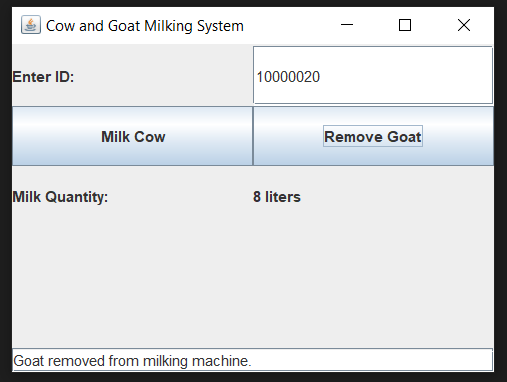 Cow and Goat Milking System
Enter ID:
10000020
Milk Cow
Remove Goat
Milk Quantity:
8 liters
Goat removed from milking machine.